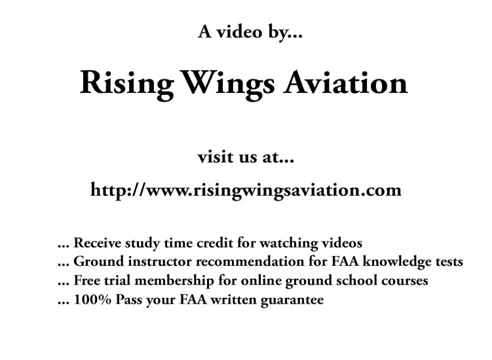 A video by...
Rising Wings Aviation
visit us at...
http://www.risingwingsaviation.com
... Receive study time credit for watching videos
... Ground instructor recommendation for FAA knowledge tests
... Free trial membership for online ground school courses
... 100% Pass your FAA written guarantee